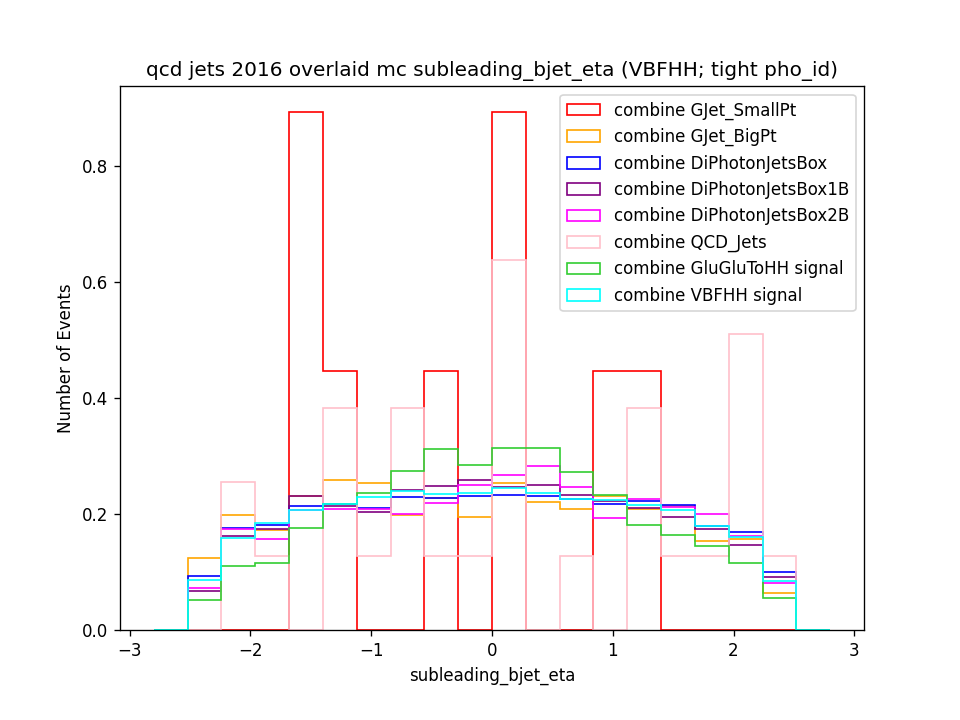 qcd jets 2016 overlaid mc subleading_bjet_eta (VBFHH; tight pho_id)
combine GJet_SmallPt
combine GJet_BigPt
combine DiPhotonJetsBox
combine DiPhotonJetsBox1B
combine DiPhotonJetsBox2B
combine QCD_Jets
combine GluGluToHH signal
combine VBFHH signal
Number of Events
0.8
0.6
0.4
0.2
0.0
−3 −2 −1 0 1 2 3
subleading_bjet_eta